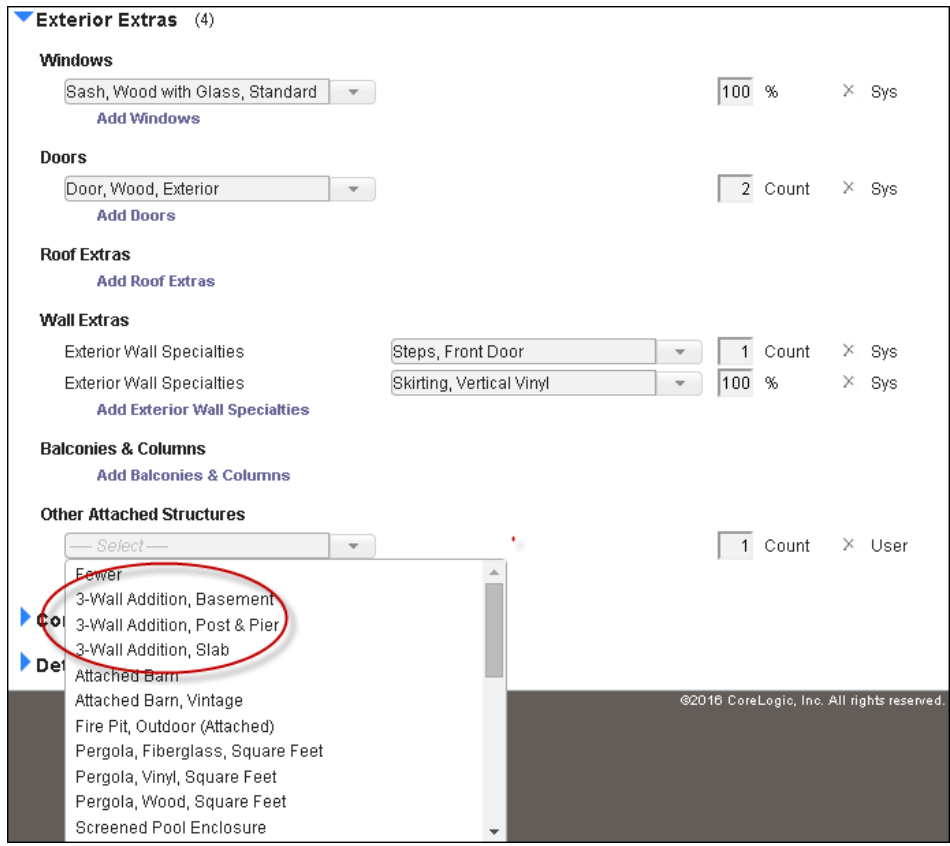 Exterior Extras (4)
Windows
Sash, Wood with Glass, Standard 100 % X Sys
Add Windows
Doors
Door, Wood, Exterior 2 Count X Sys
Add Doors
Roof Extras
Add Roof Extras
Wall Extras
Exterior Wall Specialties Steps, Front Door 1 Count X Sys
Exterior Wall Specialties Skirting, Vertical Vinyl 100 % X Sys
Add Exterior Wall Specialties
Balconies & Columns
Add Balconies & Columns
Other Attached Structures
— Select — 1 Count X User
Fewer
3-Wall Addition, Basement
Co 3-Wall Addition, Post & Pier
3-Wall Addition, Slab
Det Attached Barn
Attached Barn, Vintage ©2016 CoreLogic, Inc. All rights reserved.
Fire Pit, Outdoor (Attached)
Pergola, Fiberglass, Square Feet
Pergola, Vinyl, Square Feet
Pergola, Wood, Square Feet
Screened Pool Enclosure